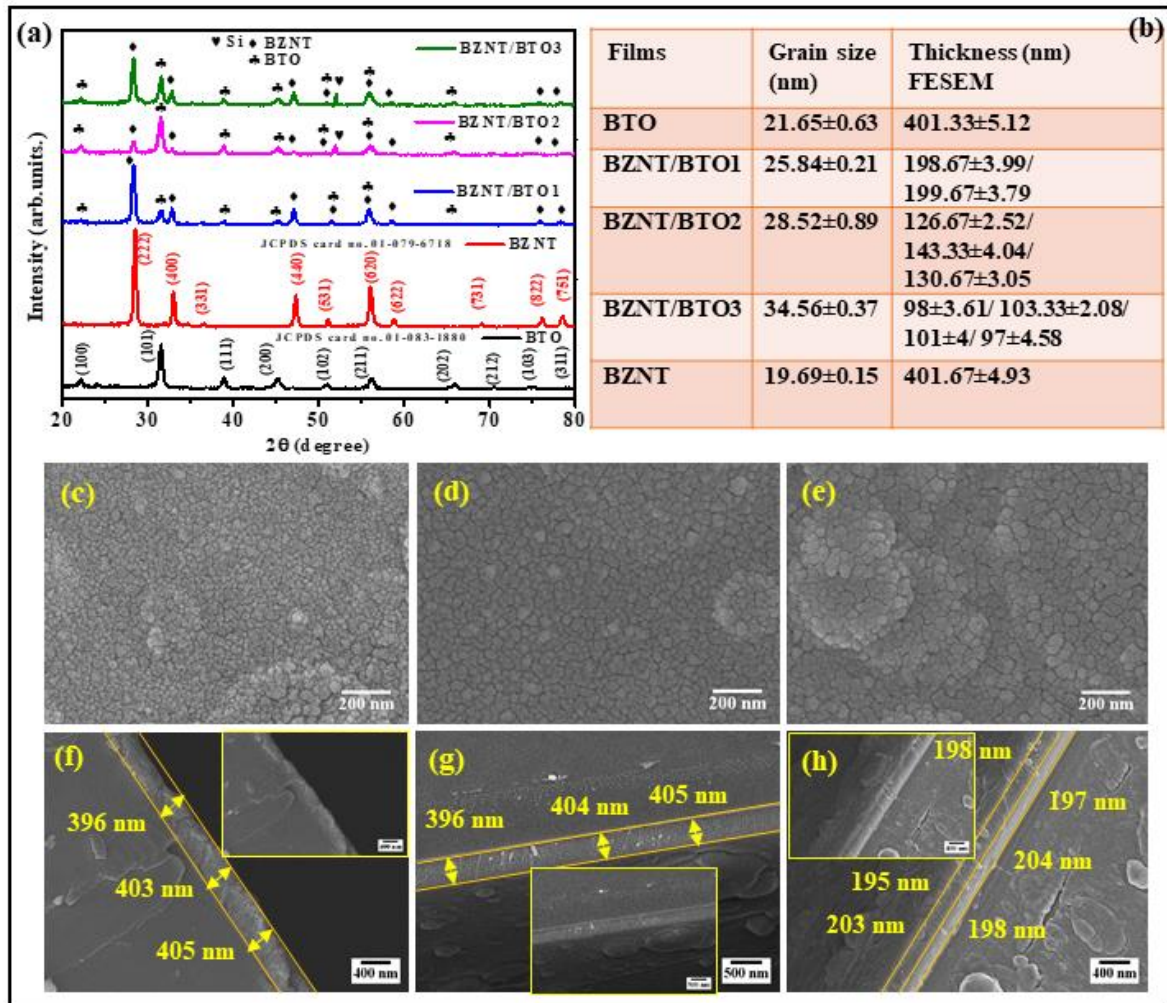 (a)
♥ Si ♦ BZNT
♣ BTO
BZNT/BTO3
BZNT/BTO2
BZNT/BTO1
JCPDS card no. 01-079-6718
BZNT
(222)
(400)
(331)
(440)
(531)
(620)
(622)
(731)
(822)
(751)
JCPDS card no. 01-083-1880
BTO
(100)
(101)
(111)
(200)
(102)
(211)
(202)
(212)
(103)
(311)
20 30 40 50 60 70 80
2θ (degree)
Intensity (arb. units.)
(b)
Films Grain size Thickness (nm)
(nm) FESEM
BTO 21.65±0.63 401.33±5.12
BZNT/BTO1 25.84±0.21 198.67±3.99/
199.67±3.79
BZNT/BTO2 28.52±0.89 126.67±2.52/
143.33±4.04/
130.67±3.05
BZNT/BTO3 34.56±0.37 98±3.61/ 103.33±2.08/
101±4/ 97±4.58
BZNT 19.69±0.15 401.67±4.93
(c)
200 nm
(d)
200 nm
(e)
200 nm
(f)
396 nm
403 nm
405 nm
400 nm
(g)
396 nm
404 nm
405 nm
500 nm
(h)
198 nm
197 nm
204 nm
195 nm
203 nm
198 nm
400 nm